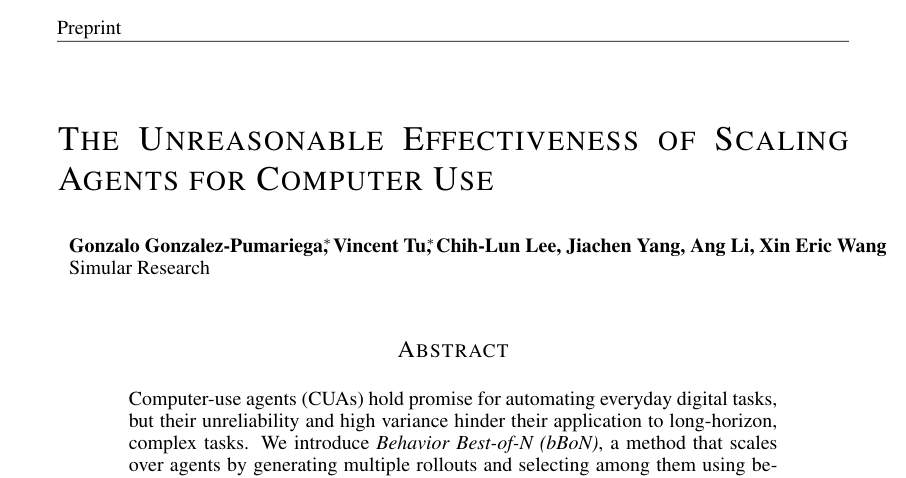 Preprint
THE UNREASONABLE EFFECTIVENESS OF SCALING
AGENTS FOR COMPUTER USE
Gonzalo Gonzalez-Pumariega,* Vincent Tu,* Chih-Lun Lee, Jiachen Yang, Ang Li, Xin Eric Wang
Simular Research
ABSTRACT
Computer-use agents (CUAs) hold promise for automating everyday digital tasks,
but their unreliability and high variance hinder their application to long-horizon,
complex tasks. We introduce Behavior Best-of-N (bBoN), a method that scales
over agents by generating multiple rollouts and selecting among them using be-